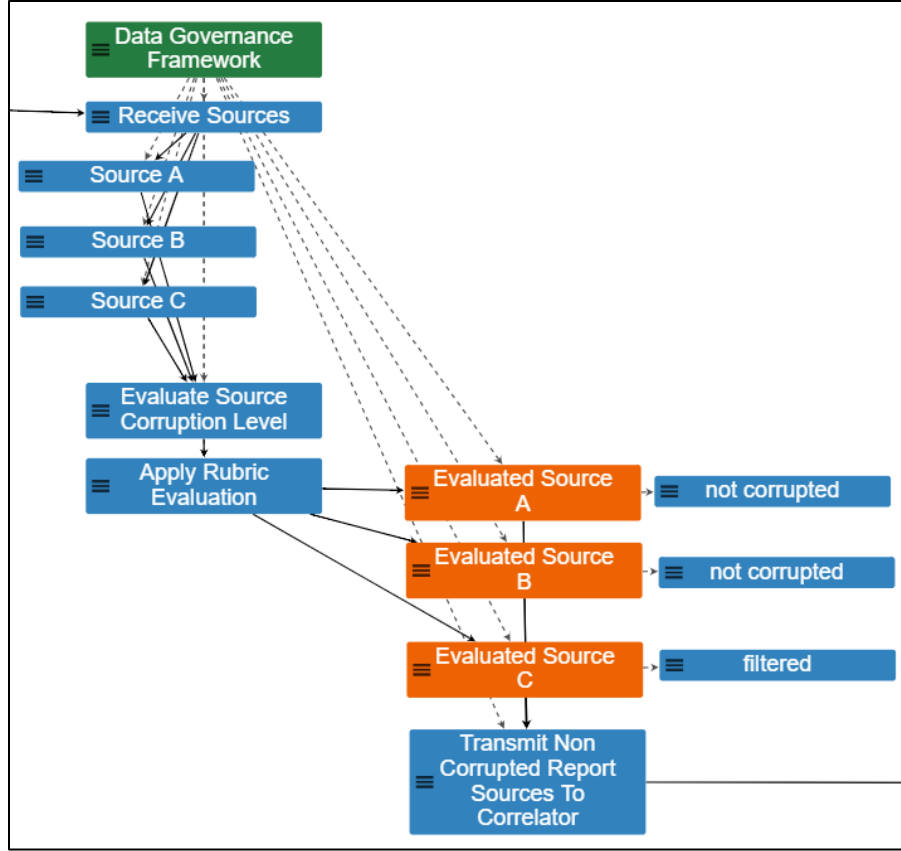 Data Governance
Framework
Receive Sources
Source A
Source B
Source C
Evaluate Source
Corruption Level
Apply Rubric
Evaluation
Evaluated Source
A
not corrupted
Evaluated Source
B
not corrupted
Evaluated Source
C
filtered
Transmit Non
Corrupted Report
Sources To
Correlator